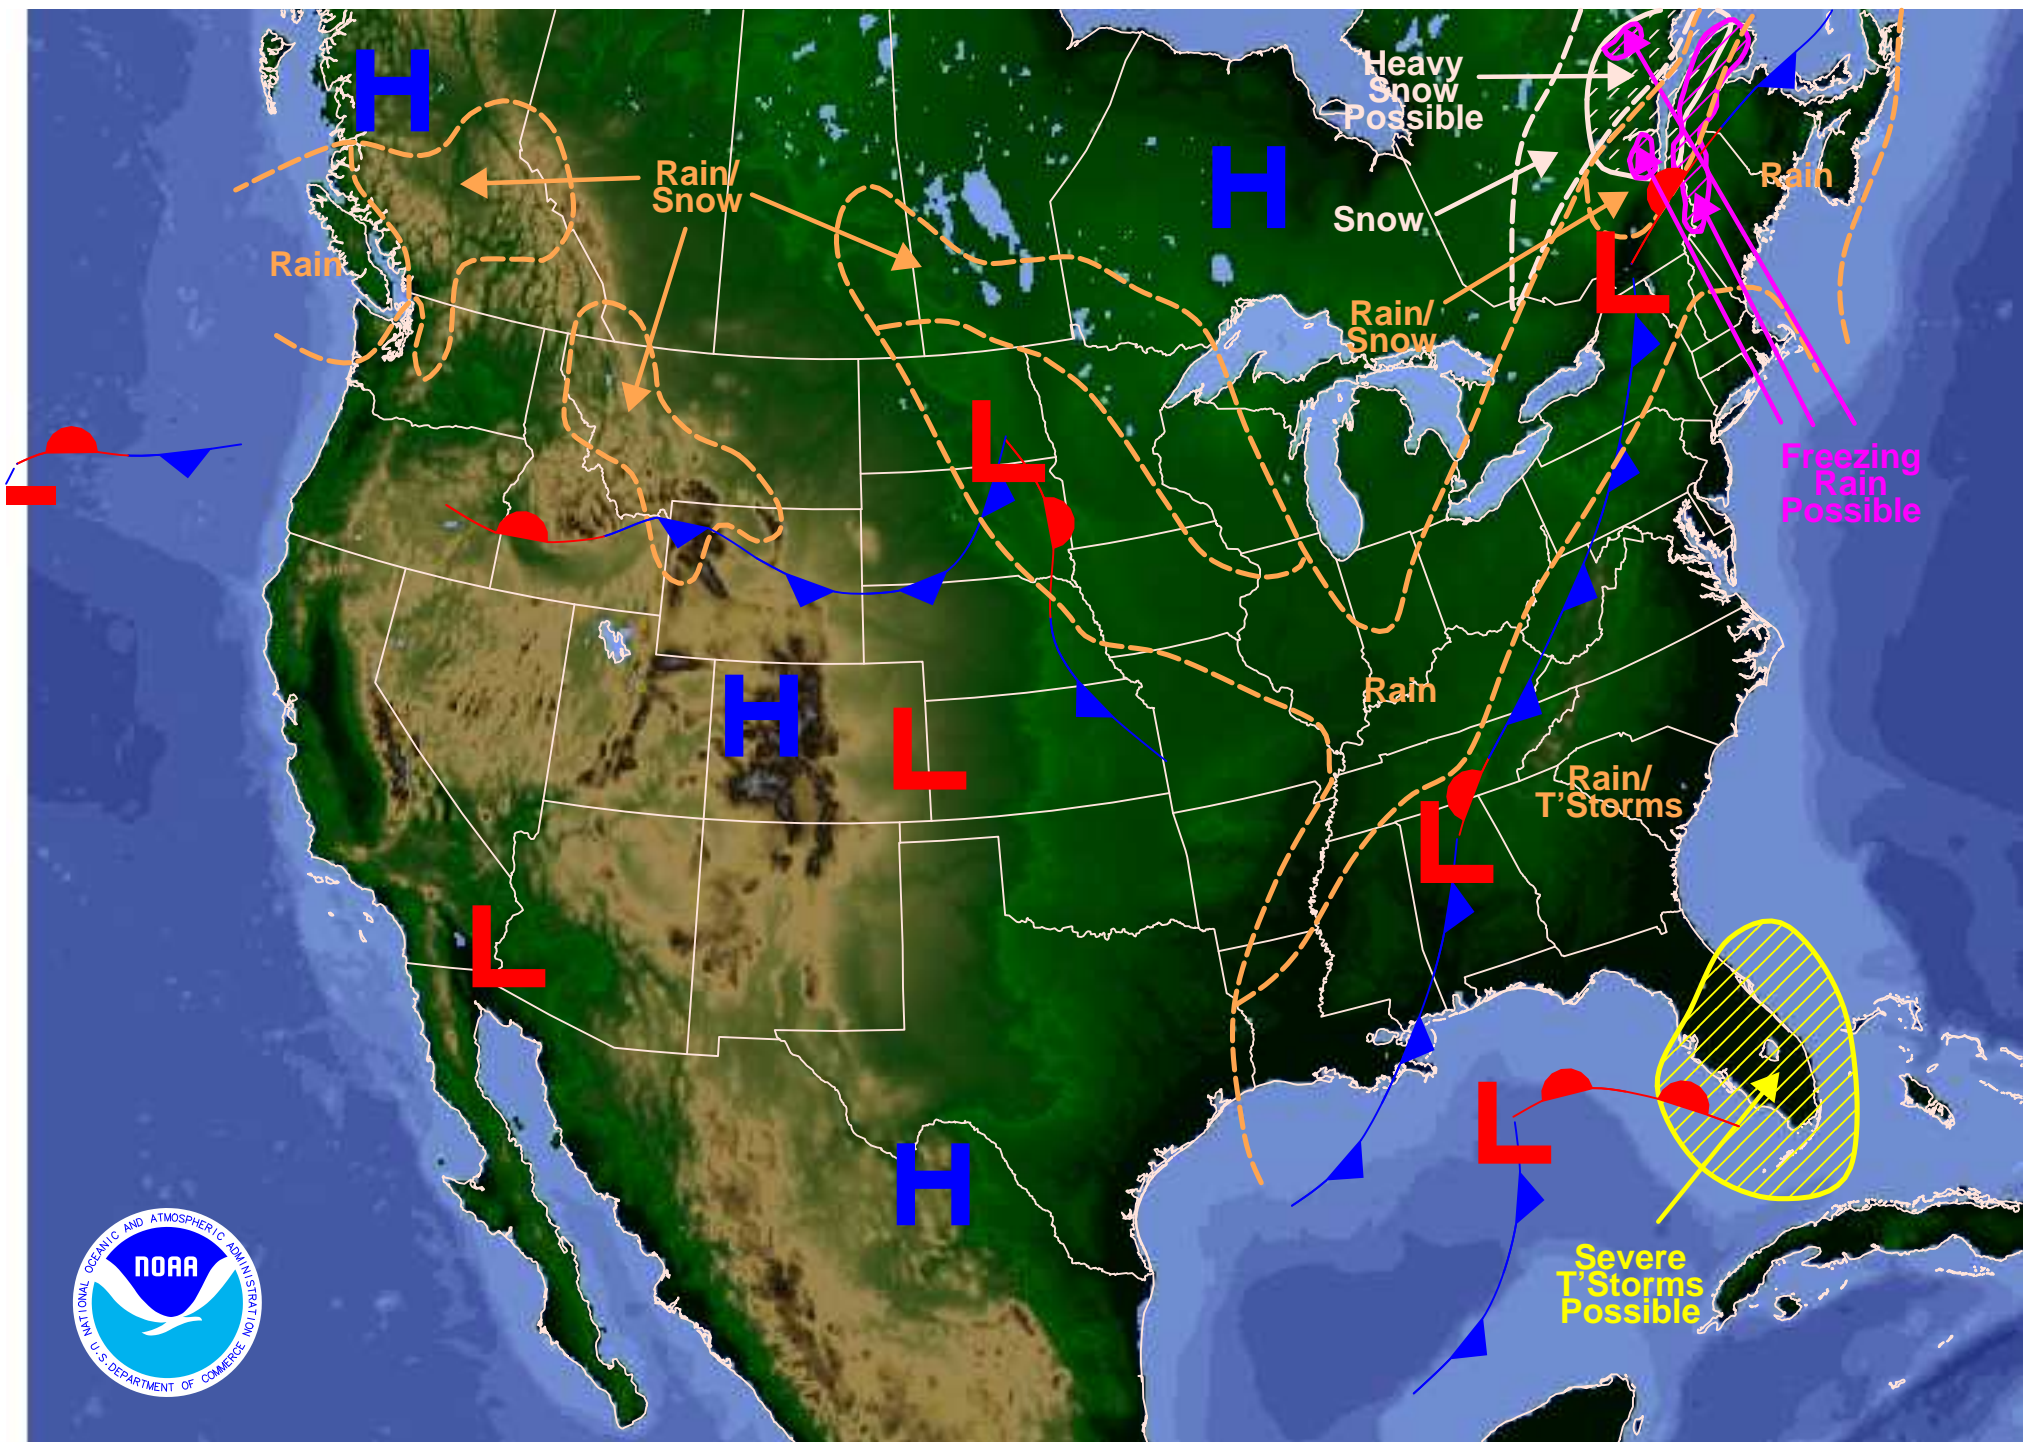 H
Heavy
Snow
Possible
H
Rain/
Snow
Rain
Snow
Rain
L
Rain/
Snow
L
Freezing
Rain
Possible
H
L
Rain
Rain/
T'Storms
L
L
L
H
Severe
T'Storms
Possible
NATIONAL OCEANIC AND ATMOSPHERIC ADMINISTRATION
NOAA
U.S. DEPARTMENT OF COMMERCE